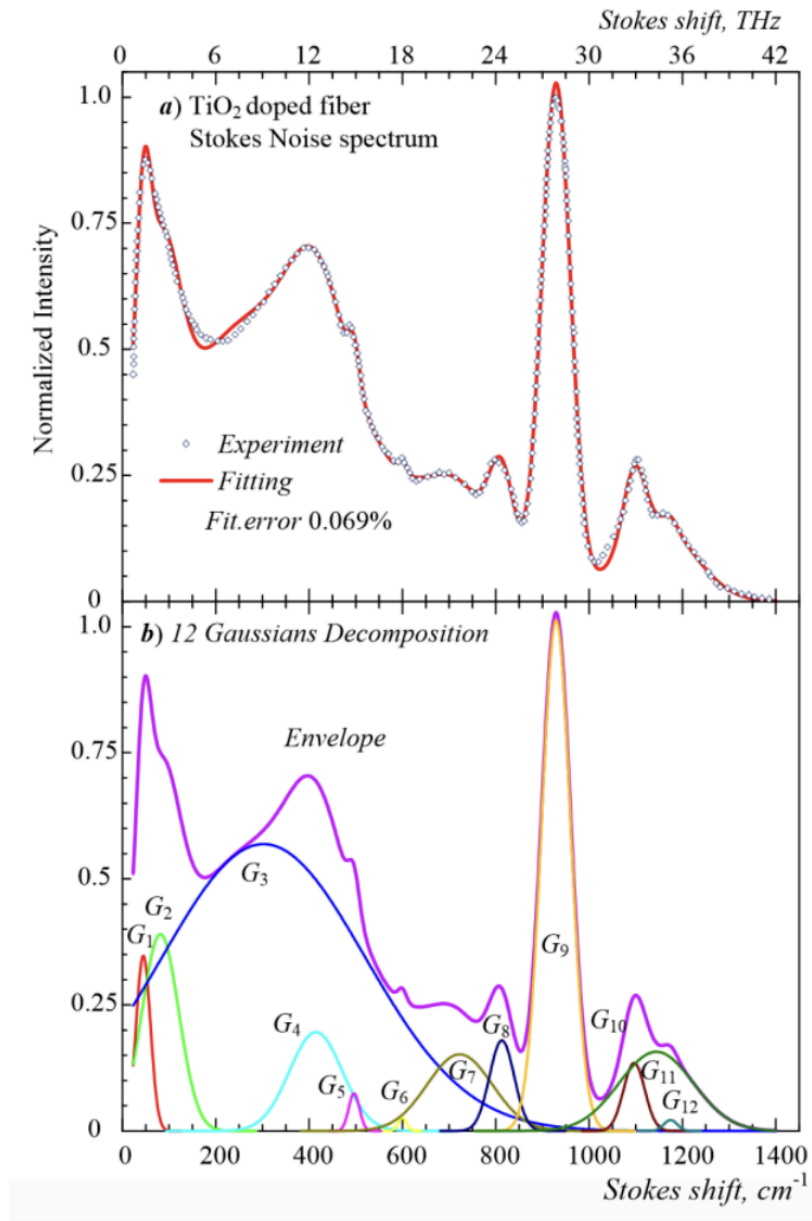 Stokes shift, THz
0 6 12 18 24 30 36 42
a) TiO₂ doped fiber
Stokes Noise spectrum
1.0
0.75
0.5
0.25
0
Normalized Intensity
Experiment
Fitting
Fit.error 0.069%
b) 12 Gaussians Decomposition
1.0
0.75
0.5
0.25
0
Envelope
G₁
G₂
G₃
G₄
G₅
G₆
G₇
G₈
G₉
G₁₀
G₁₁
G₁₂
0 200 400 600 800 1000 1200 1400
Stokes shift, cm⁻¹